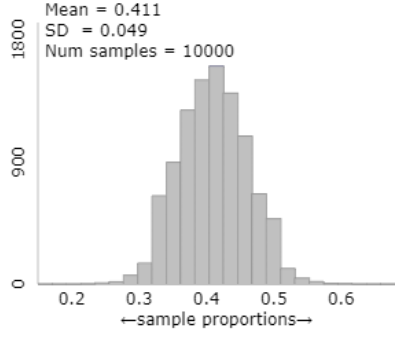 Mean = 0.411
SD = 0.049
Num samples = 10000
1800
900
0
0.2 0.3 0.4 0.5 0.6
←sample proportions→